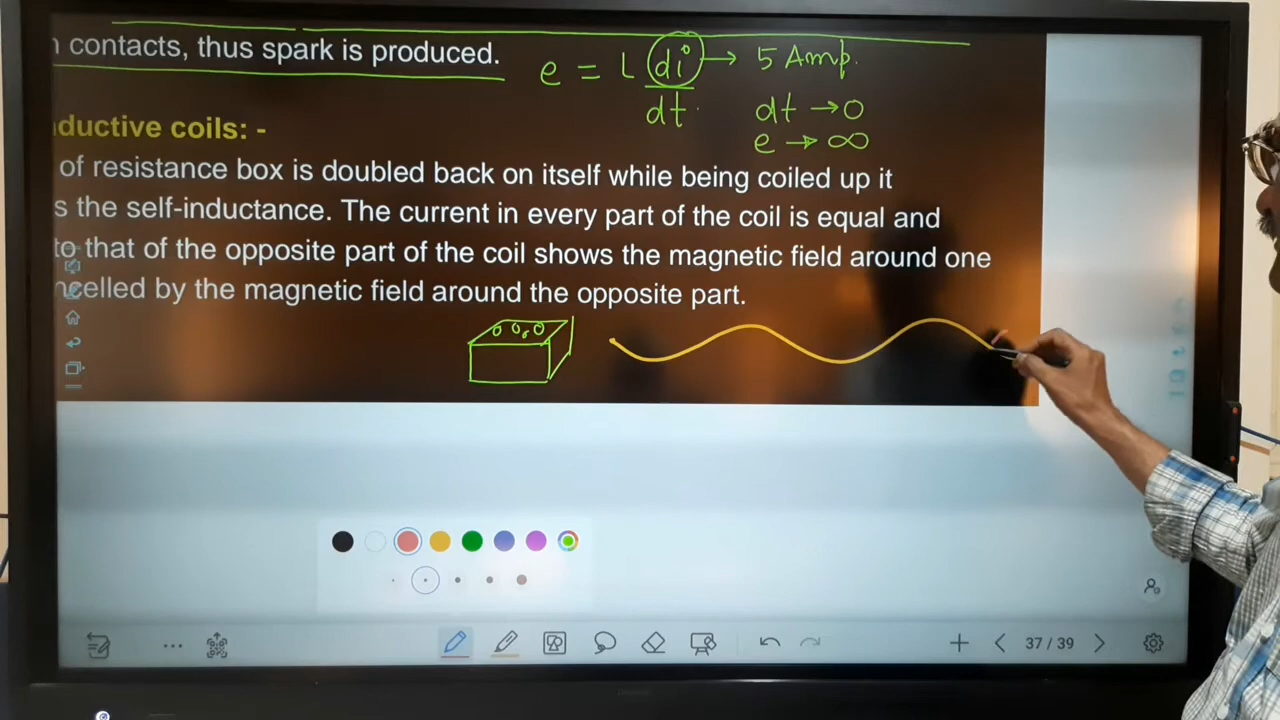 contacts, thus spark is produced.
e = L di/dt → 5 Amp.
dt → 0
e → ∞
ductive coils: -
of resistance box is doubled back on itself while being coiled up it
s the self-inductance. The current in every part of the coil is equal and
to that of the opposite part of the coil shows the magnetic field around one
ncelled by the magnetic field around the opposite part.
37 / 39